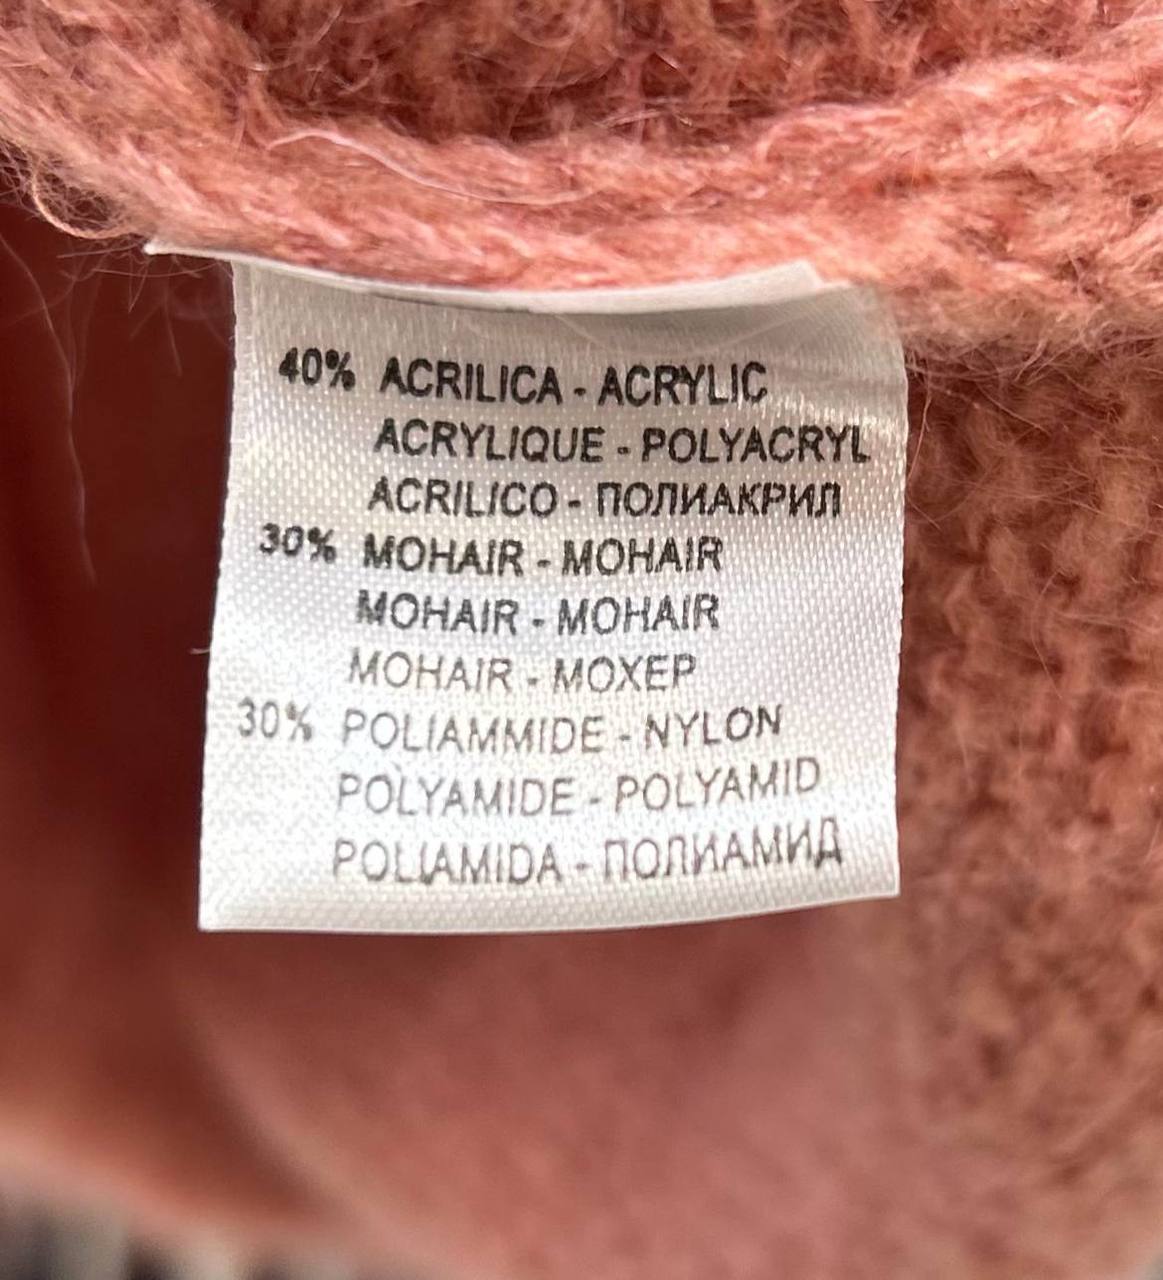 40% ACRILICA - ACRYLIC
ACRYLIQUE - POLYACRYL
ACRILICO - ПОЛИАКРИЛ
30% MOHAIR - MOHAIR
MOHAIR - MOHAIR
MOHAIR - МОХЕР
30% POLIAMMIDE - NYLON
POLYAMIDE - POLYAMID
POLIAMIDA - ПОЛИАМИД